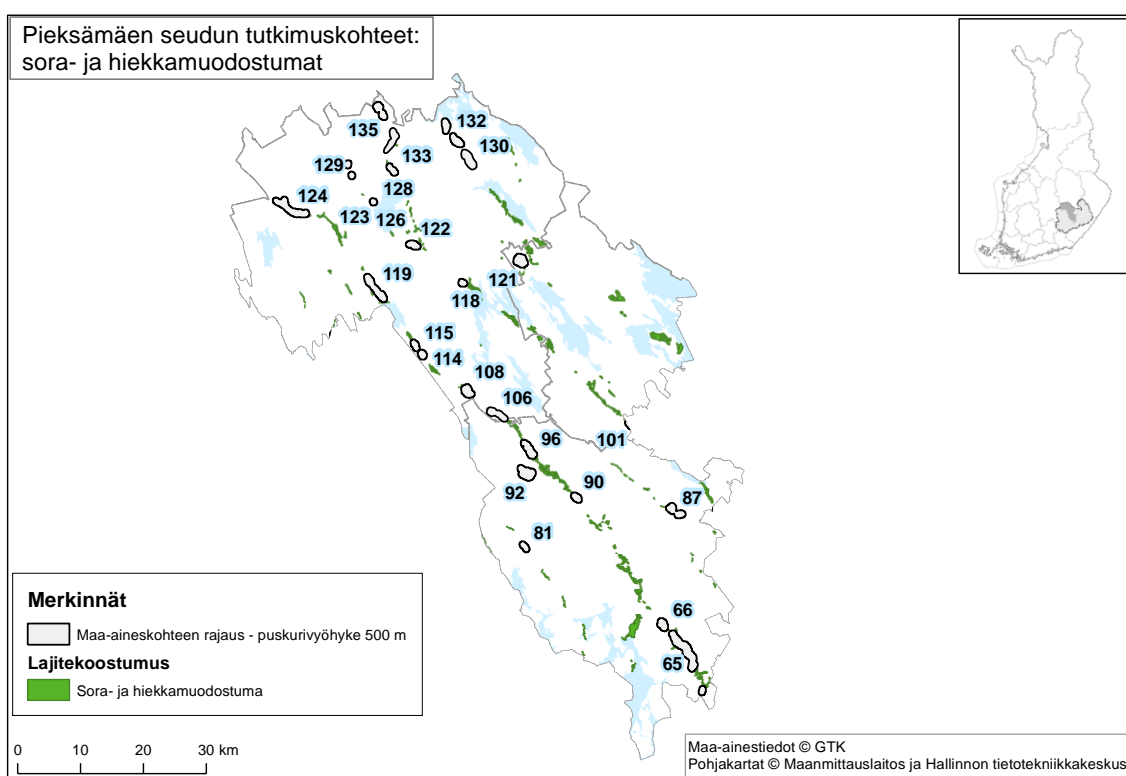 Pieksämäen seudun tutkimuskohteet:
sora- ja hiekkamuodostumat
132
135
130
133
129
128
124
123
126
122
119
121
118
115
114
108
106
96
101
92
90
87
81
66
65
Merkinnät
Maa-aineskohteen rajaus - puskurivyöhyke 500 m
Lajitekoostumus
Sora- ja hiekkamuodostuma
0 10 20 30 km
Maa-ainestiedot © GTK
Pohjakartat © Maanmittauslaitos ja Hallinnon tietotekniikkakeskus